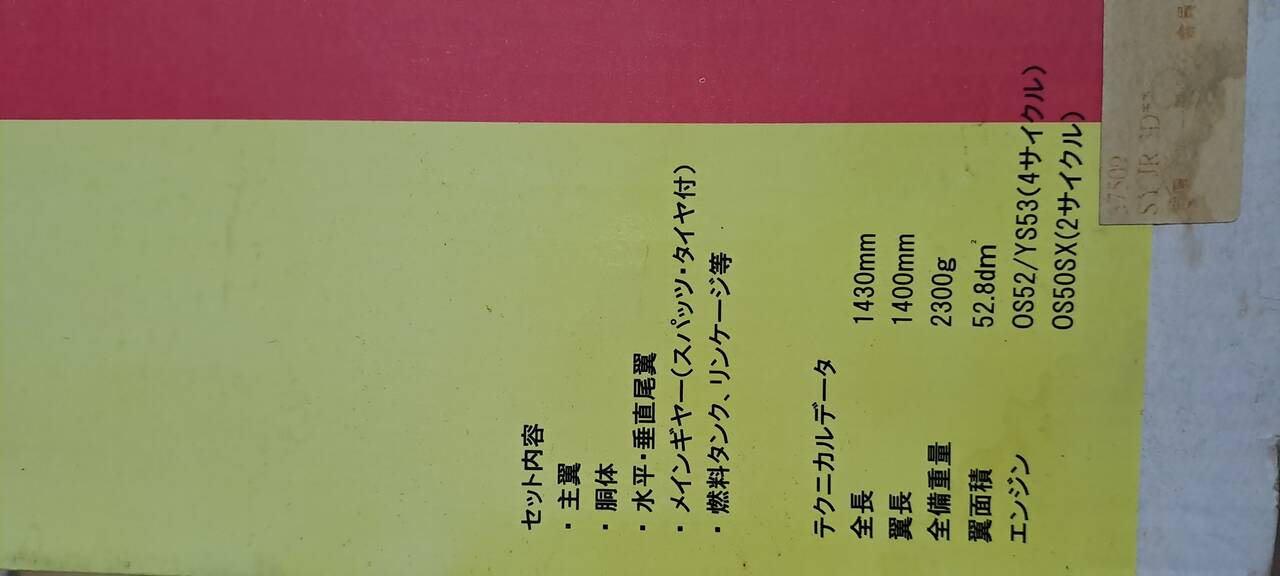 セット内容
・主翼
・胴体
・水平・垂直尾翼
・メインギヤー(スパッツ・タイヤ付)
・燃料タンク、リンケージ等
テクニカルデータ
全長 1430mm
翼長 1400mm
全備重量 2300g
翼面積 52.8dm²
エンジン OS52/YS53(4サイクル)
OS50SX(2サイクル)
37500